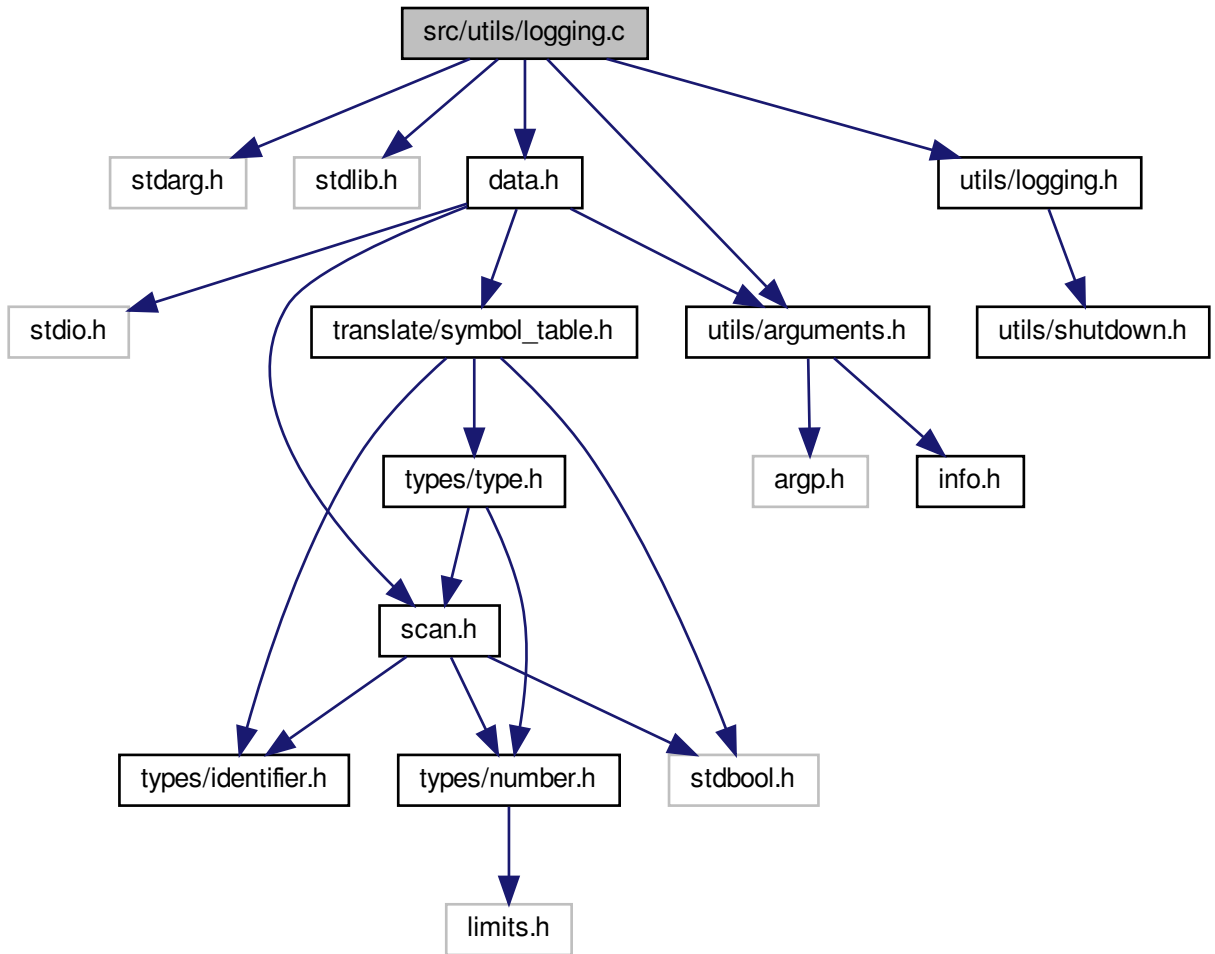 src/utils/logging.c
stdarg.h
stdlib.h
data.h
utils/logging.h
stdio.h
translate/symbol_table.h
utils/arguments.h
utils/shutdown.h
types/type.h
argp.h
info.h
scan.h
types/identifier.h
types/number.h
stdbool.h
limits.h